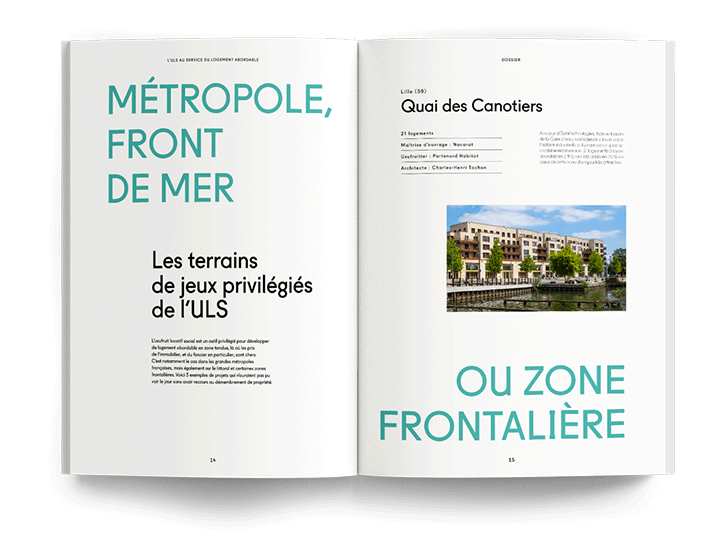 L'ULS AU SERVICE DU LOGEMENT ABORDABLE
MÉTROPOLE,
FRONT
DE MER
Les terrains
de jeux privilégiés
de l'ULS
L'usufruit locatif social est un outil privilégié pour développer
du logement abordable en zone tendue, là où les prix
de l'immobilier, et du foncier en particulier, sont chers.
C'est notamment le cas dans les grandes métropoles
françaises, mais également sur le littoral et certaines zones
frontalières. Voici 5 exemples de projets qui n'auraient pas pu
voir le jour sans avoir recours au démembrement de propriété.
14
DOSSIER
Lille (59)
Quai des Canotiers
21 logements
Maîtrise d'ouvrage : Nacarat
Usufruitier : Partenord Habitat
Architecte : Charles-Henri Tachon
OU ZONE
FRONTALIÈRE
15